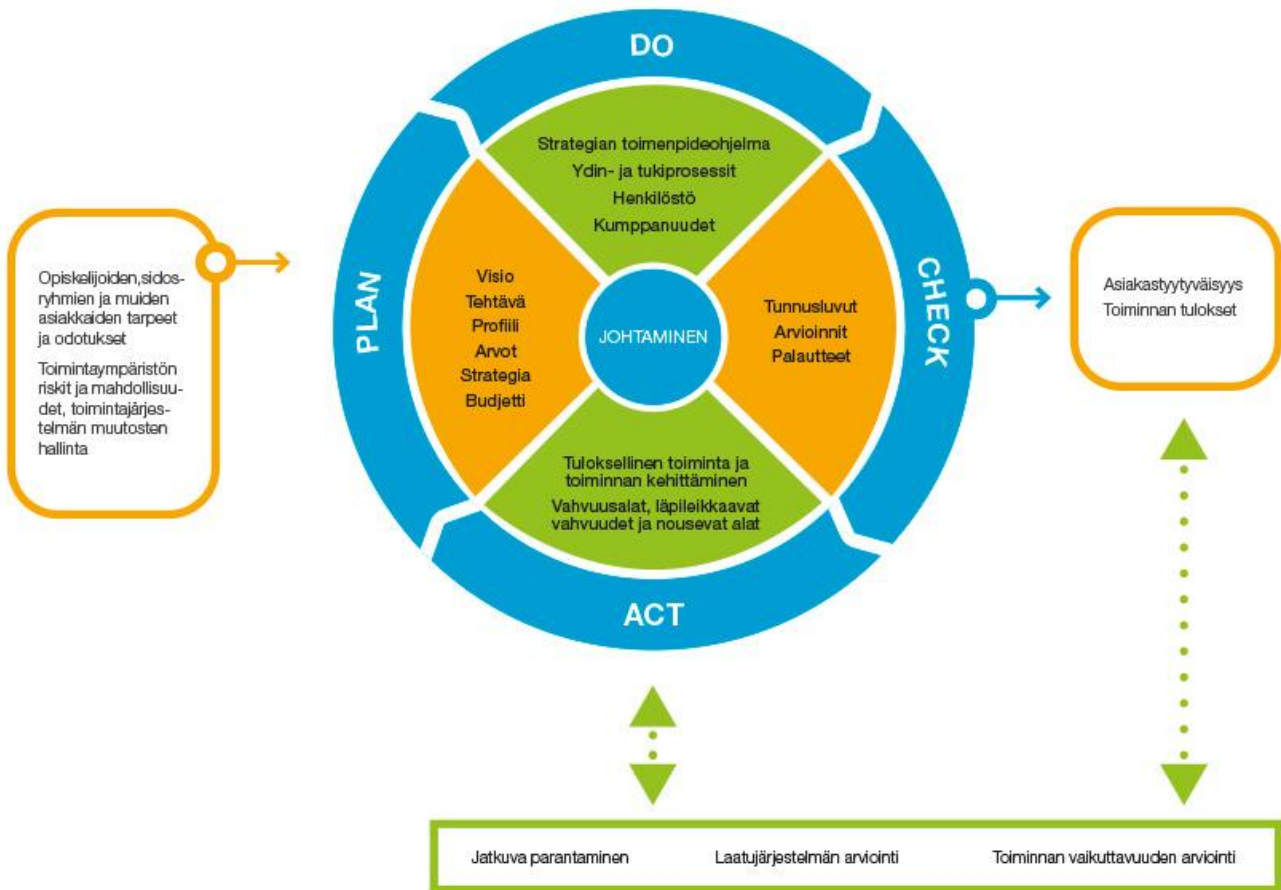 DO
Strategian toimenpideohjelma
Ydin- ja tukiprosessit
Henkilöstö
Kumppanuudet
Opiskelijoiden,sidos-
ryhmien ja muiden
asiakkaiden tarpeet
ja odotukset
Toimintaympäristön
riskit ja mahdollisuu-
det, toimintajärjes-
telmän muutosten
hallinta
PLAN
Visio
Tehtävä
Profiili
Arvot
Strategia
Budjetti
JOHTAMINEN
Tunnusluvut
Arvioinnit
Palautteet
CHECK
Asiakastyytyväisyys
Toiminnan tulokset
Tuloksellinen toiminta ja
toiminnan kehittäminen
Vahvuusalat, läpileikkaavat
vahvuudet ja nousevat alat
ACT
Jatkuva parantaminen
Laatujärjestelmän arviointi
Toiminnan vaikuttavuuden arviointi